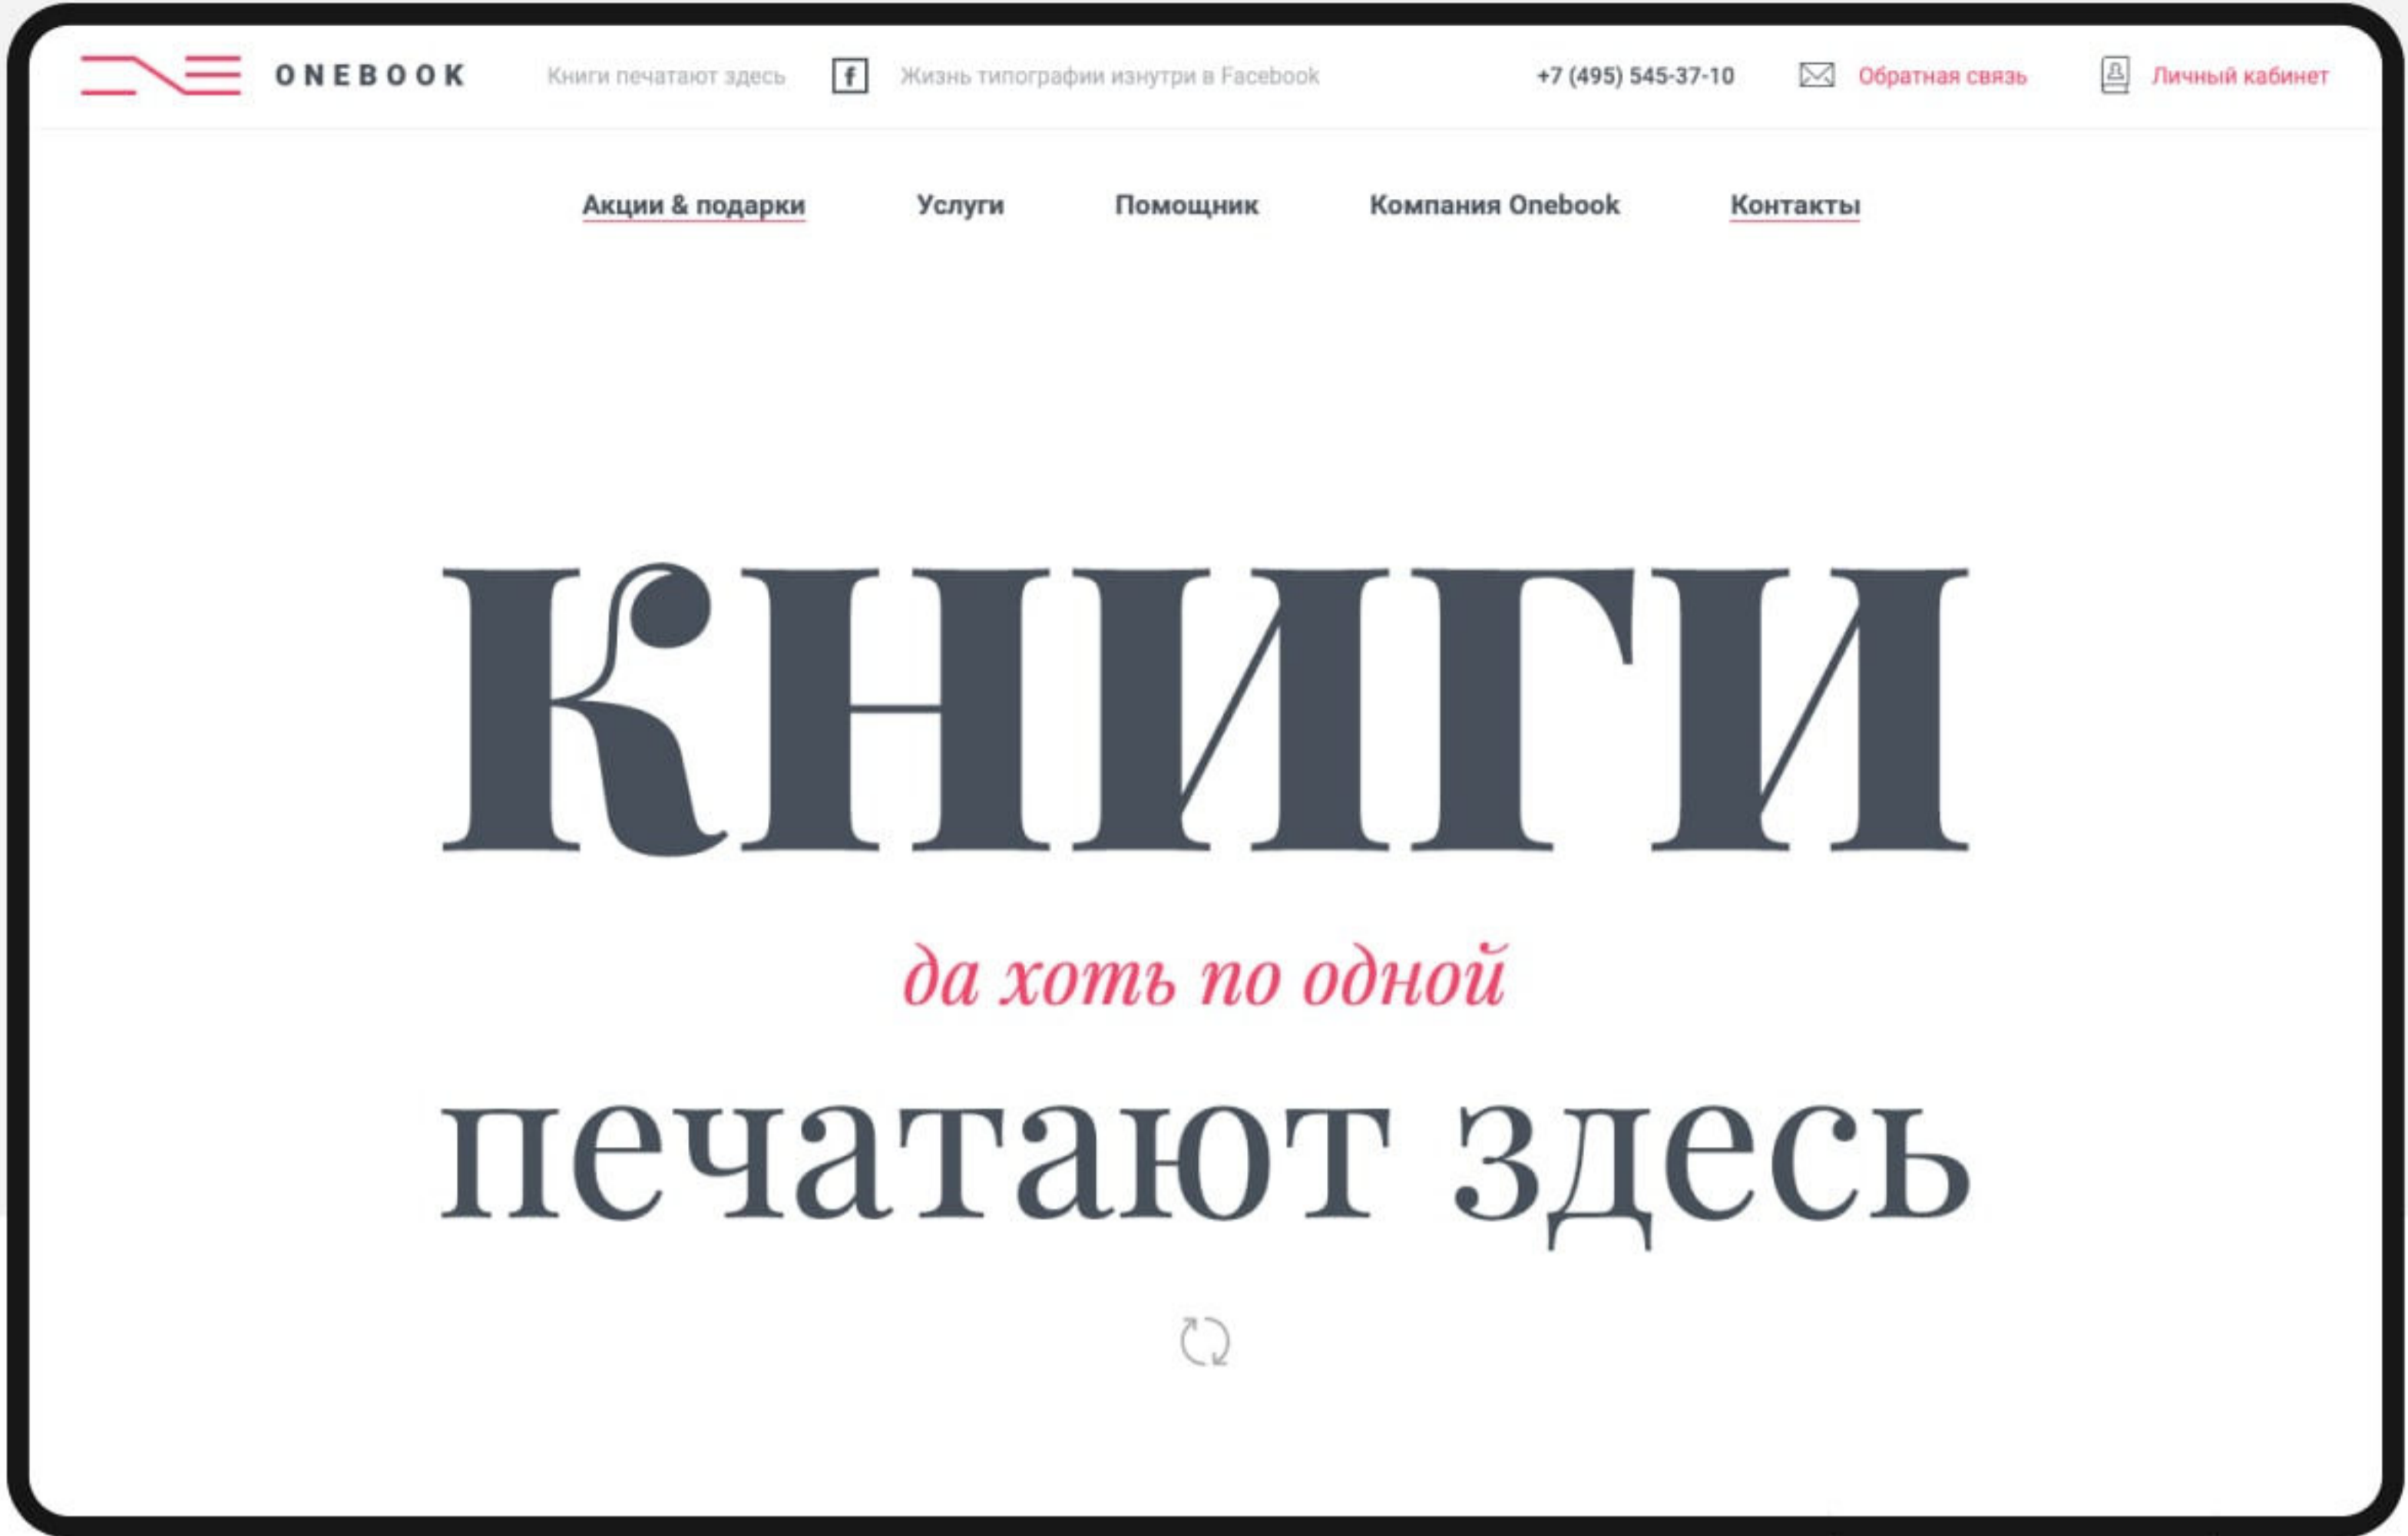 ONEBOOK Книги печатают здесь f Жизнь типографии изнутри в Facebook +7 (495) 545-37-10 Обратная связь Личный кабинет
Акции & подарки Услуги Помощник Компания Onebook Контакты
КНИГИ
да хоть по одной
печатают здесь